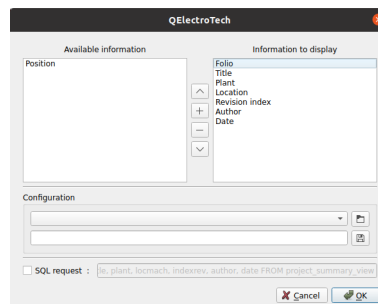 QElectroTech
Available information
Information to display
Position
Folio
Title
Plant
Location
Revision index
Author
Date
Configuration
SQL request :
le, plant, locmach, indexrev, author, date FROM project_summary_view
Cancel
OK